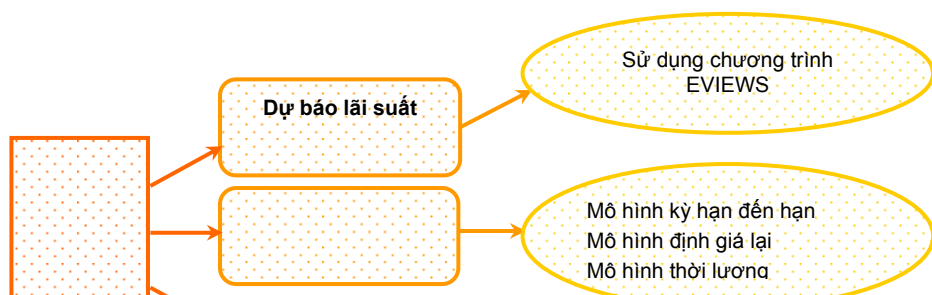 Sử dụng chương trình
EVIEWS
Dự báo lãi suất
Mô hình kỳ hạn đến hạn
Mô hình định giá lại
Mô hình thời lượng